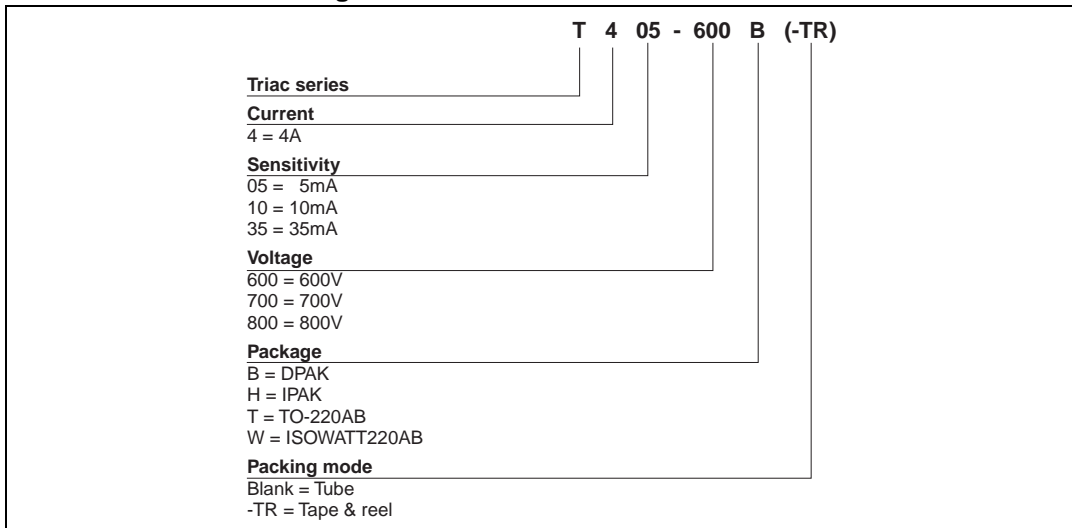 T 4 05 - 600 B (-TR)
Triac series
Current
4 = 4A
Sensitivity
05 = 5mA
10 = 10mA
35 = 35mA
Voltage
600 = 600V
700 = 700V
800 = 800V
Package
B = DPAK
H = IPAK
T = TO-220AB
W = ISOWATT220AB
Packing mode
Blank = Tube
-TR = Tape & reel